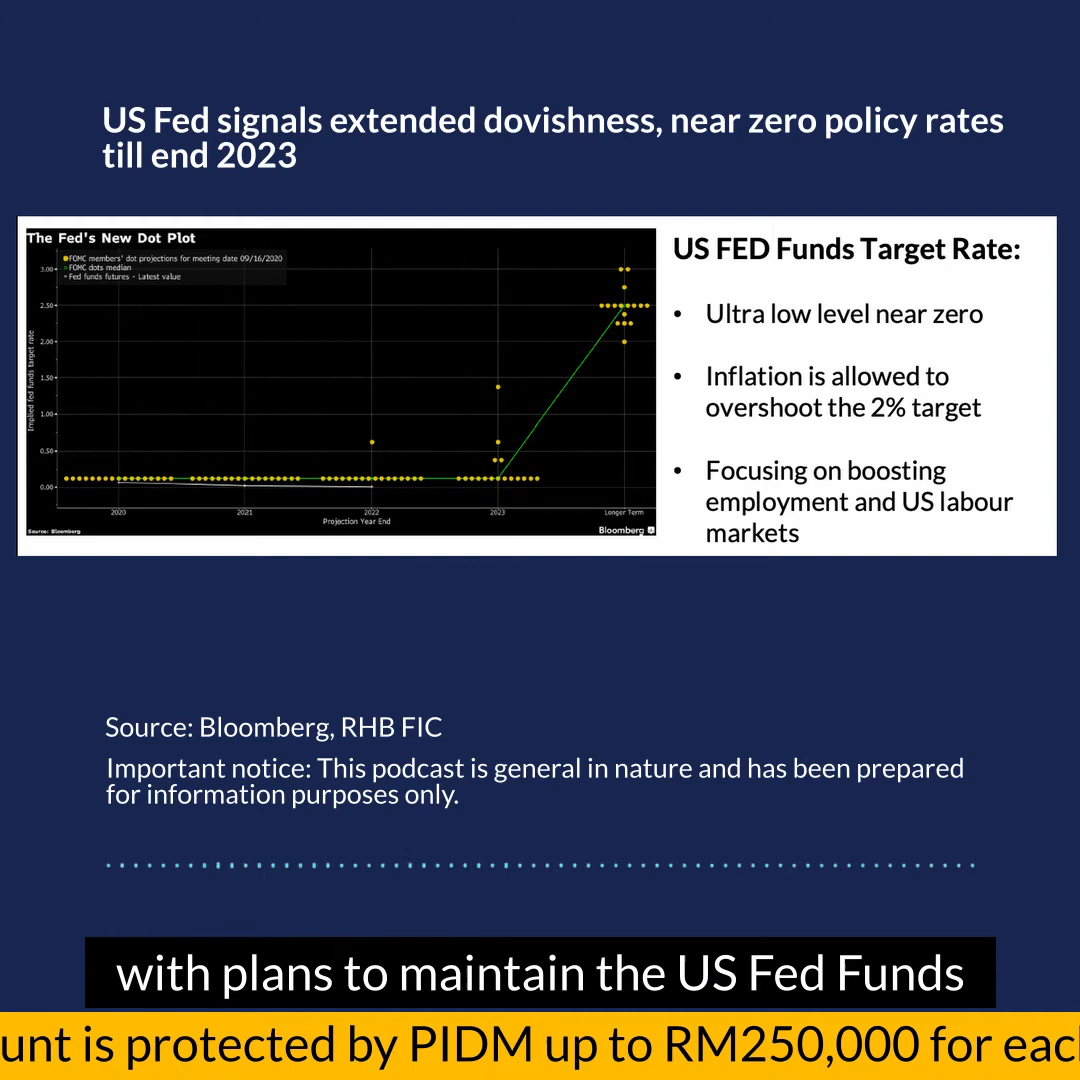 US Fed signals extended dovishness, near zero policy rates
till end 2023
The Fed's New Dot Plot
FOMC members' dot projections for meeting date 09/16/2020
FOMC dots median
Fed funds futures - Latest value
Implied fed funds target rate
3.00
2.50
2.00
1.50
1.00
0.50
0.00
2020 2021 2022 2023 Longer Term
Projection Year End
Source: Bloomberg
Bloomberg
US FED Funds Target Rate:
• Ultra low level near zero
• Inflation is allowed to
overshoot the 2% target
• Focusing on boosting
employment and US labour
markets
Source: Bloomberg, RHB FIC
Important notice: This podcast is general in nature and has been prepared
for information purposes only.
with plans to maintain the US Fed Funds
unt is protected by PIDM up to RM250,000 for eac